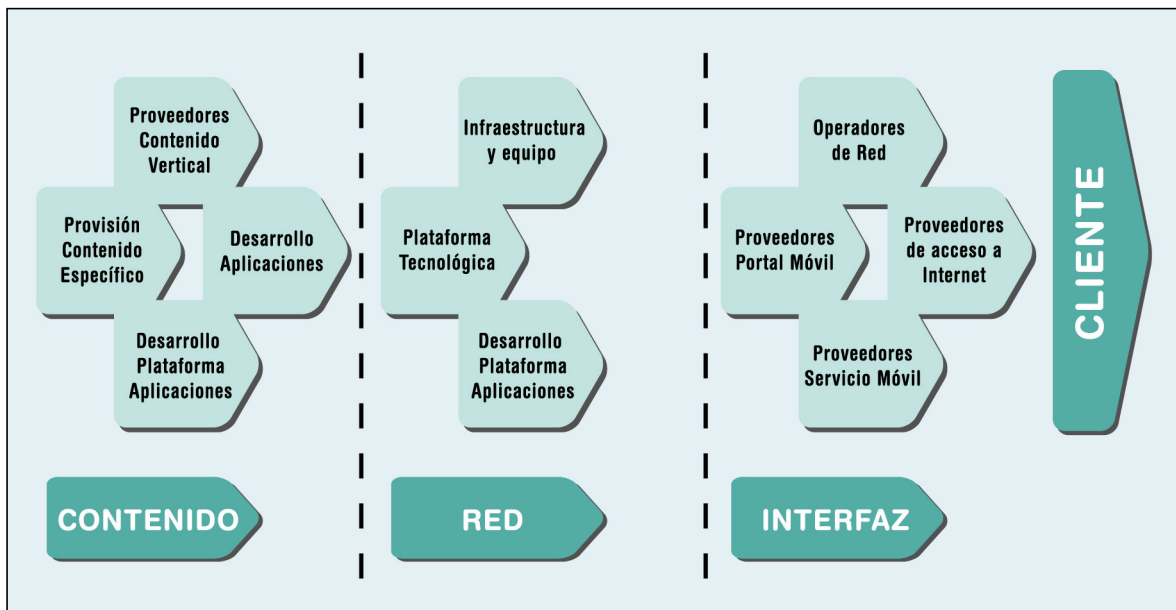 Proveedores
Contenido
Vertical
Provisión
Contenido
Específico
Desarrollo
Aplicaciones
Desarrollo
Plataforma
Aplicaciones
CONTENIDO
Infraestructura
y equipo
Plataforma
Tecnológica
Desarrollo
Plataforma
Aplicaciones
RED
Operadores
de Red
Proveedores
Portal Móvil
Proveedores
de acceso a
Internet
Proveedores
Servicio Móvil
INTERFAZ
CLIENTE